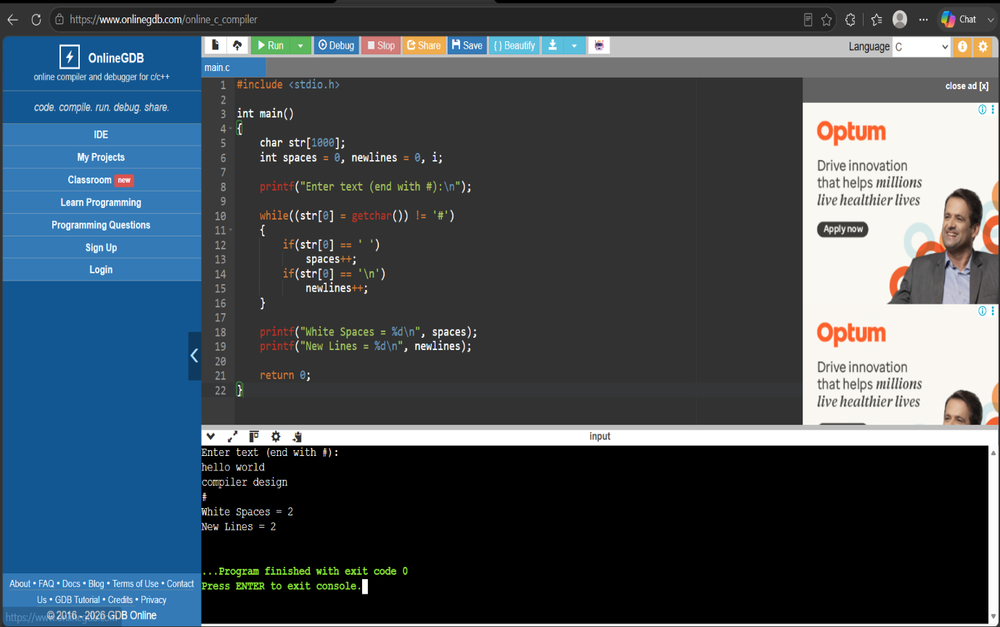 https://www.onlinegdb.com/online_c_compiler
Chat
OnlineGDB
online compiler and debugger for c/c++
code. compile. run. debug. share.
IDE
My Projects
Classroom new
Learn Programming
Programming Questions
Sign Up
Login
About • FAQ • Docs • Blog • Terms of Use • Contact
Us • GDB Tutorial • Credits • Privacy
© 2016 - 2026 GDB Online
Run Debug Stop Share Save { } Beautify
Language C
main.c
1 #include <stdio.h>
2
3 int main()
4 {
5 char str[1000];
6 int spaces = 0, newlines = 0, i;
7
8 printf("Enter text (end with #):\n");
9
10 while((str[0] = getchar()) != '#')
11 {
12 if(str[0] == ' ')
13 spaces++;
14 if(str[0] == '\n')
15 newlines++;
16 }
17
18 printf("White Spaces = %d\n", spaces);
19 printf("New Lines = %d\n", newlines);
20
21 return 0;
22 }
close ad [x]
Optum
Drive innovation
that helps millions
live healthier lives
Apply now
Optum
Drive innovation
that helps millions
live healthier lives
input
Enter text (end with #):
hello world
compiler design
#
White Spaces = 2
New Lines = 2
...Program finished with exit code 0
Press ENTER to exit console.